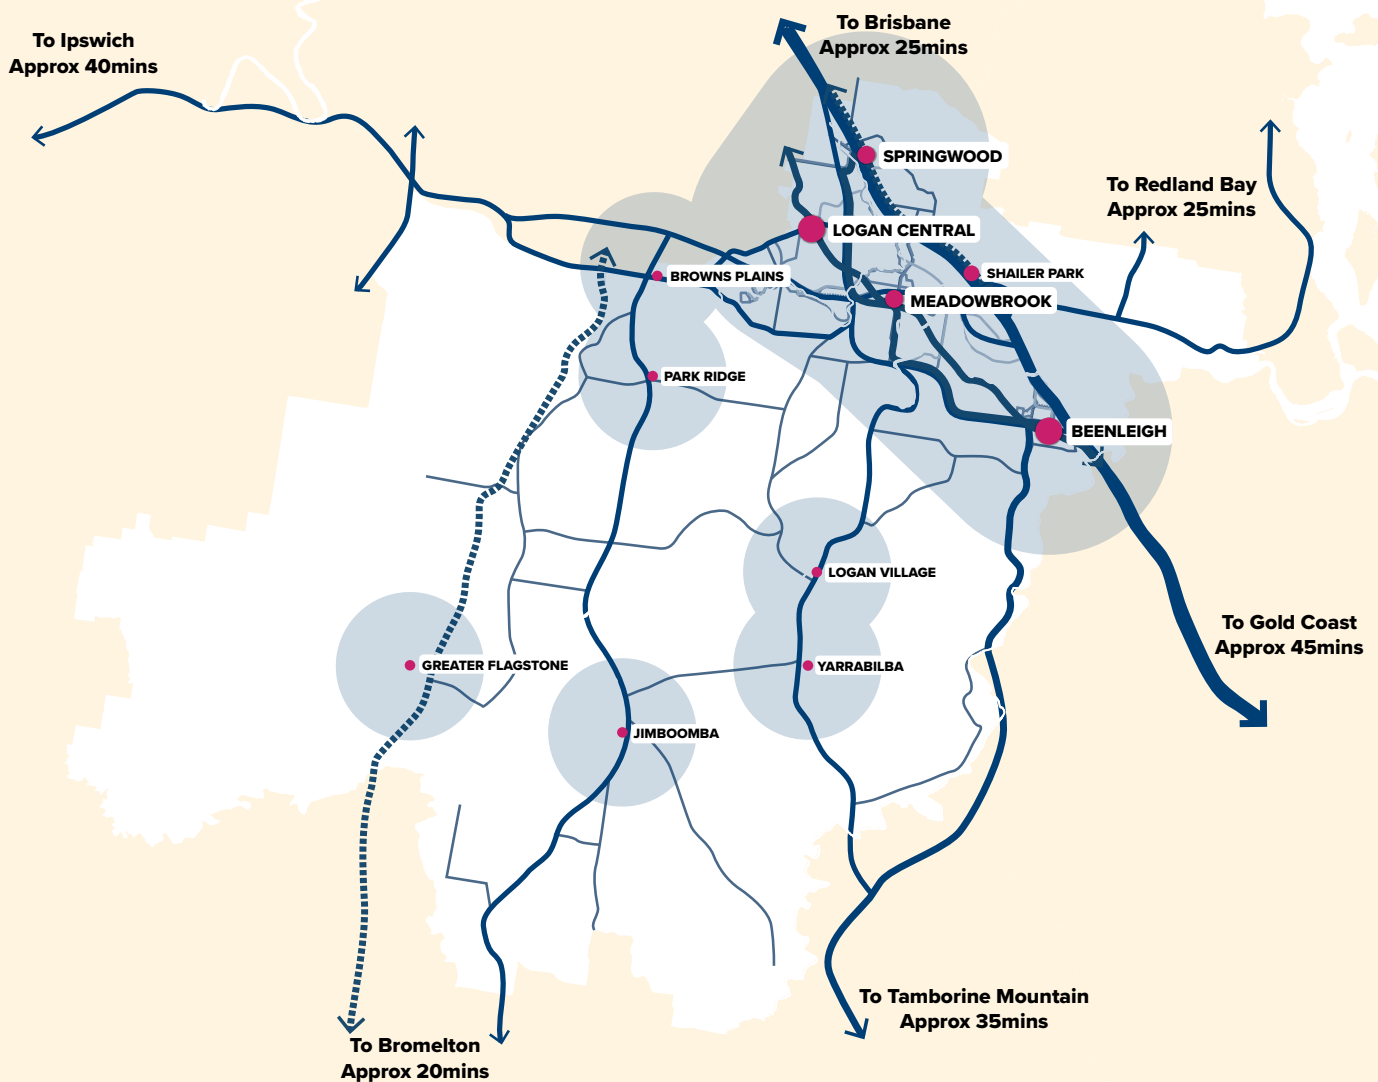 To Brisbane
Approx 25mins
To Ipswich
Approx 40mins
SPRINGWOOD
To Redland Bay
Approx 25mins
LOGAN CENTRAL
BROWNS PLAINS
SHAILER PARK
MEADOWBROOK
PARK RIDGE
BEENLEIGH
LOGAN VILLAGE
To Gold Coast
Approx 45mins
GREATER FLAGSTONE
YARRABILBA
JIMBOOMBA
To Tamborine Mountain
Approx 35mins
To Bromelton
Approx 20mins